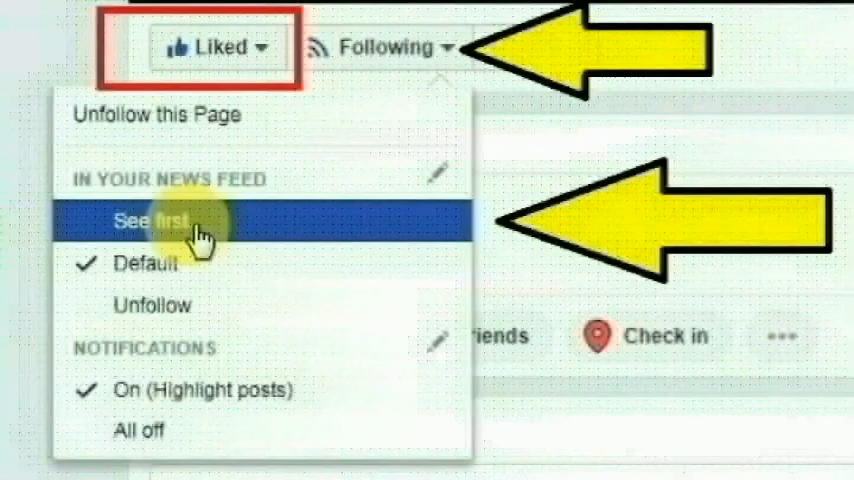 Liked Following
Unfollow this Page
IN YOUR NEWS FEED
See first
Default
Unfollow
riends Check in
NOTIFICATIONS
On (Highlight posts)
All off